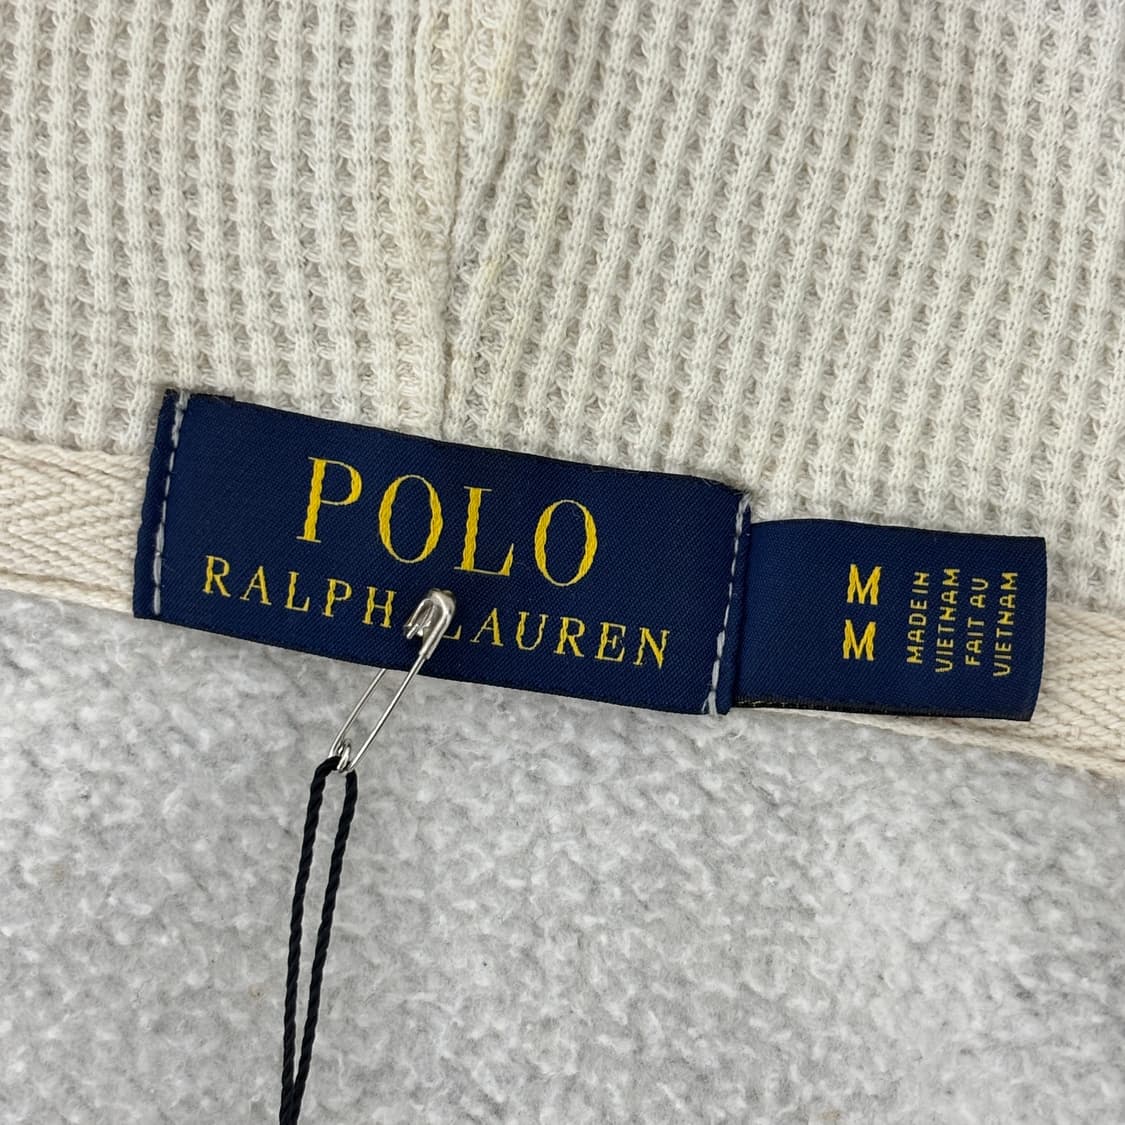 POLO
RALPH LAUREN
M
M
MADE IN
VIETNAM
FAIT AU
VIETNAM